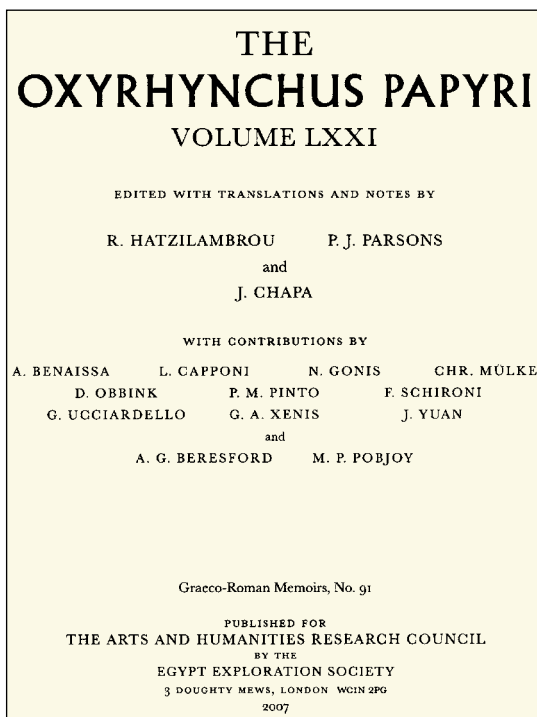 THE
OXYRHYNCHUS PAPYRI
VOLUME LXXI
EDITED WITH TRANSLATIONS AND NOTES BY
R. HATZILAMBROU P. J. PARSONS
and
J. CHAPA
WITH CONTRIBUTIONS BY
A. BENAISSA L. CAPPONI N. GONIS CHR. MÜLKE
D. OBBINK P. M. PINTO F. SCHIRONI
G. UCCIARDELLO G. A. XENIS J. YUAN
and
A. G. BERESFORD M. P. POBJOY
Graeco-Roman Memoirs, No. 91
PUBLISHED FOR
THE ARTS AND HUMANITIES RESEARCH COUNCIL
BY THE
EGYPT EXPLORATION SOCIETY
3 DOUGHTY MEWS, LONDON WC1N 2PG
2007